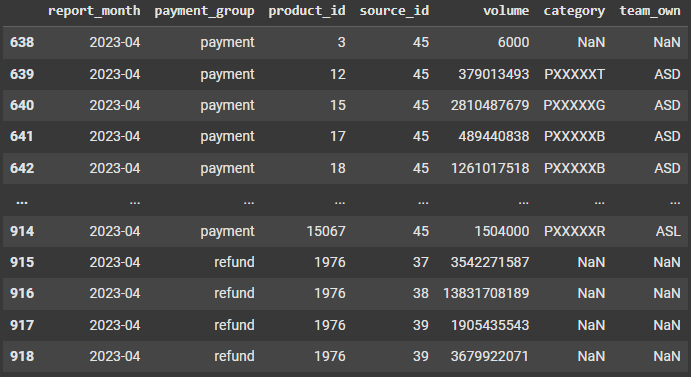 report_month payment_group product_id source_id volume category team_own
638 2023-04 payment 3 45 6000 NaN NaN
639 2023-04 payment 12 45 379013493 PXXXXXT ASD
640 2023-04 payment 15 45 2810487679 PXXXXXG ASD
641 2023-04 payment 17 45 489440838 PXXXXXB ASD
642 2023-04 payment 18 45 1261017518 PXXXXXB ASD
... ... ... ... ... ... ... ...
914 2023-04 payment 15067 45 1504000 PXXXXXR ASL
915 2023-04 refund 1976 37 3542271587 NaN NaN
916 2023-04 refund 1976 38 13831708189 NaN NaN
917 2023-04 refund 1976 39 1905435543 NaN NaN
918 2023-04 refund 1976 39 3679922071 NaN NaN